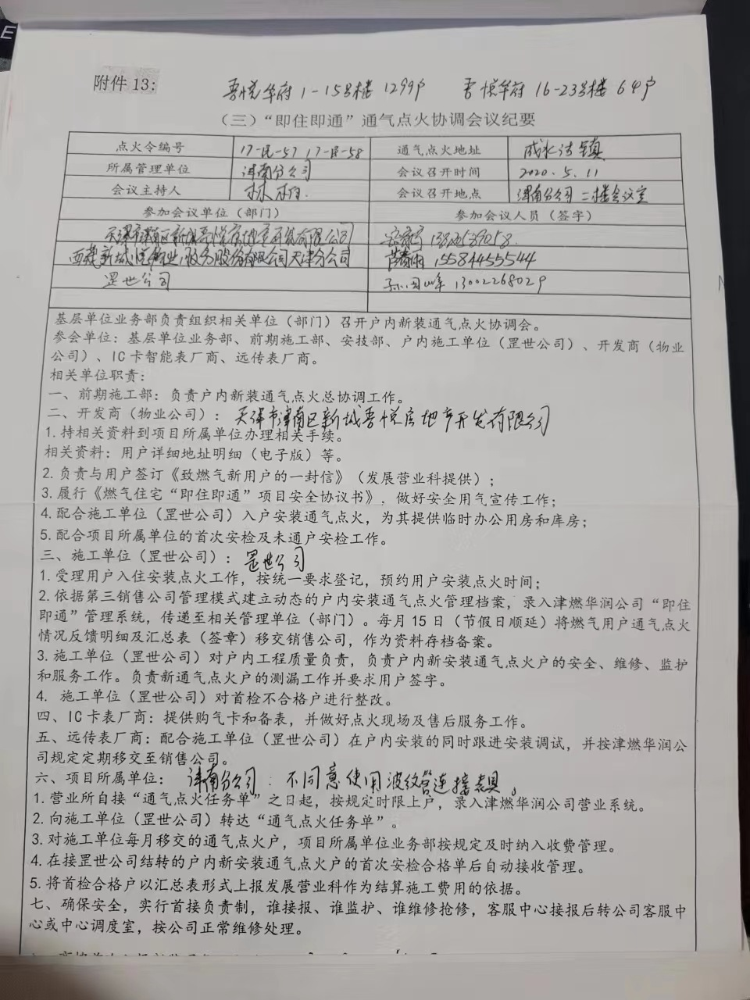 附件 13:
吾悦华府 1-15号楼 1299户 吾悦华府 16-23号楼 64户
（三）“即住即通”通气点火协调会议纪要
点火令编号 17-民-57 17-民-58 通气点火地址 咸水沽镇
所属管理单位 津南分公司 会议召开时间 2020.5.11
会议主持人 会议召开地点 津南分公司 二楼会议室
参加会议单位（部门） 参加会议人员（签字）
天津市津南区新城吾悦房地产开发有限公司
西藏新城悦物业服务股份有限公司天津分公司 15584455544
罡世公司 13002268029
基层单位业务部负责组织相关单位（部门）召开户内新装通气点火协调会。
参会单位：基层单位业务部、前期施工部、安技部、户内施工单位（罡世公司）、开发商（物业
公司）、IC卡智能表厂商、远传表厂商。
相关单位职责：
一、前期施工部：负责户内新装通气点火总协调工作。
二、开发商（物业公司）：天津市津南区新城吾悦房地产开发有限公司
1. 持相关资料到项目所属单位办理相关手续。
相关资料：用户详细地址明细（电子版）等。
2. 负责与用户签订《致燃气新用户的一封信》（发展营业科提供）；
3. 履行《燃气住宅“即住即通”项目安全协议书》，做好安全用气宣传工作；
4. 配合施工单位（罡世公司）入户安装通气点火，为其提供临时办公用房和库房；
5. 配合项目所属单位的首次安检及未通户安检工作。
三、施工单位（罡世公司）：罡世公司
1. 受理用户入住安装点火工作，按统一要求登记，预约用户安装点火时间；
2. 依据第三销售公司管理模式建立动态的户内安装通气点火管理档案，录入津燃华润公司“即住
即通”管理系统，传递至相关管理单位（部门）。每月 15 日（节假日顺延）将燃气用户通气点火
情况反馈明细及汇总表（签章）移交销售公司，作为资料存档备案。
3. 施工单位（罡世公司）对户内工程质量负责，负责户内新安装通气点火户的安全、维修、监护
和服务工作。负责新通气点火户的测漏工作并要求用户签字。
4. 施工单位（罡世公司）对首检不合格户进行整改。
四、IC卡表厂商：提供购气卡和备表，并做好点火现场及售后服务工作。
五、远传表厂商：配合施工单位（罡世公司）在户内安装的同时跟进安装调试，并按津燃华润公
司规定定期移交至销售公司。
六、项目所属单位：津南分公司：不同意使用波纹管连接表具。
1. 营业所自接“通气点火任务单”之日起，按规定时限上户，录入津燃华润公司营业系统。
2. 向施工单位（罡世公司）转达“通气点火任务单”。
3. 对施工单位每月移交的通气点火户，项目所属单位业务部按规定及时纳入收费管理。
4. 在接罡世公司结转的户内新安装通气点火户的首次安检合格单后自动接收管理。
5. 将首检合格户以汇总表形式上报发展营业科作为结算施工费用的依据。
七、确保安全，实行首接负责制，谁接报、谁监护、谁维修抢修，客服中心接报后转公司客服中
心或中心调度室，按公司正常维修处理。